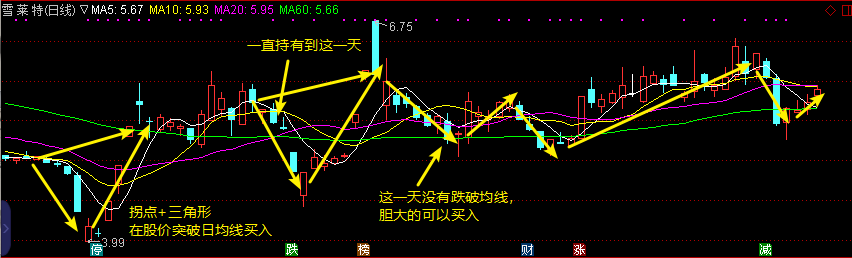 雪莱特(日线) ▽MA5: 5.67 MA10: 5.93 MA20: 5.95 MA60: 5.66
6.75
一直持有到这一天
这一天没有跌破均线，
胆大的可以买入
拐点+三角形
在股价突破日均线买入
3.99
停 跌 榜 财 涨 减